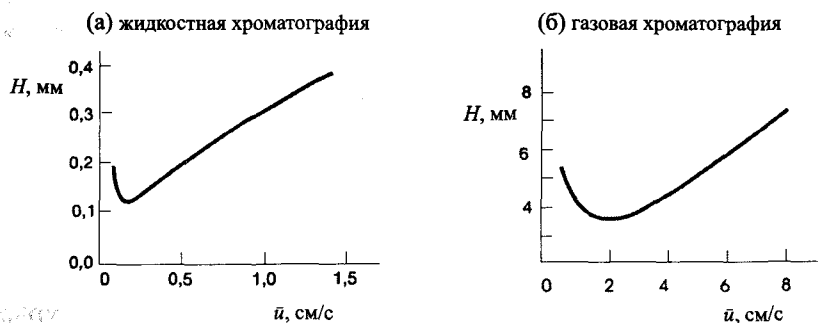 (а) жидкостная хроматография
H, мм
0,4
0,3
0,2
0,1
0,0
0 0,5 1,0 1,5
ū, см/с
(б) газовая хроматография
H, мм
8
6
4
0 2 4 6 8
ū, см/с